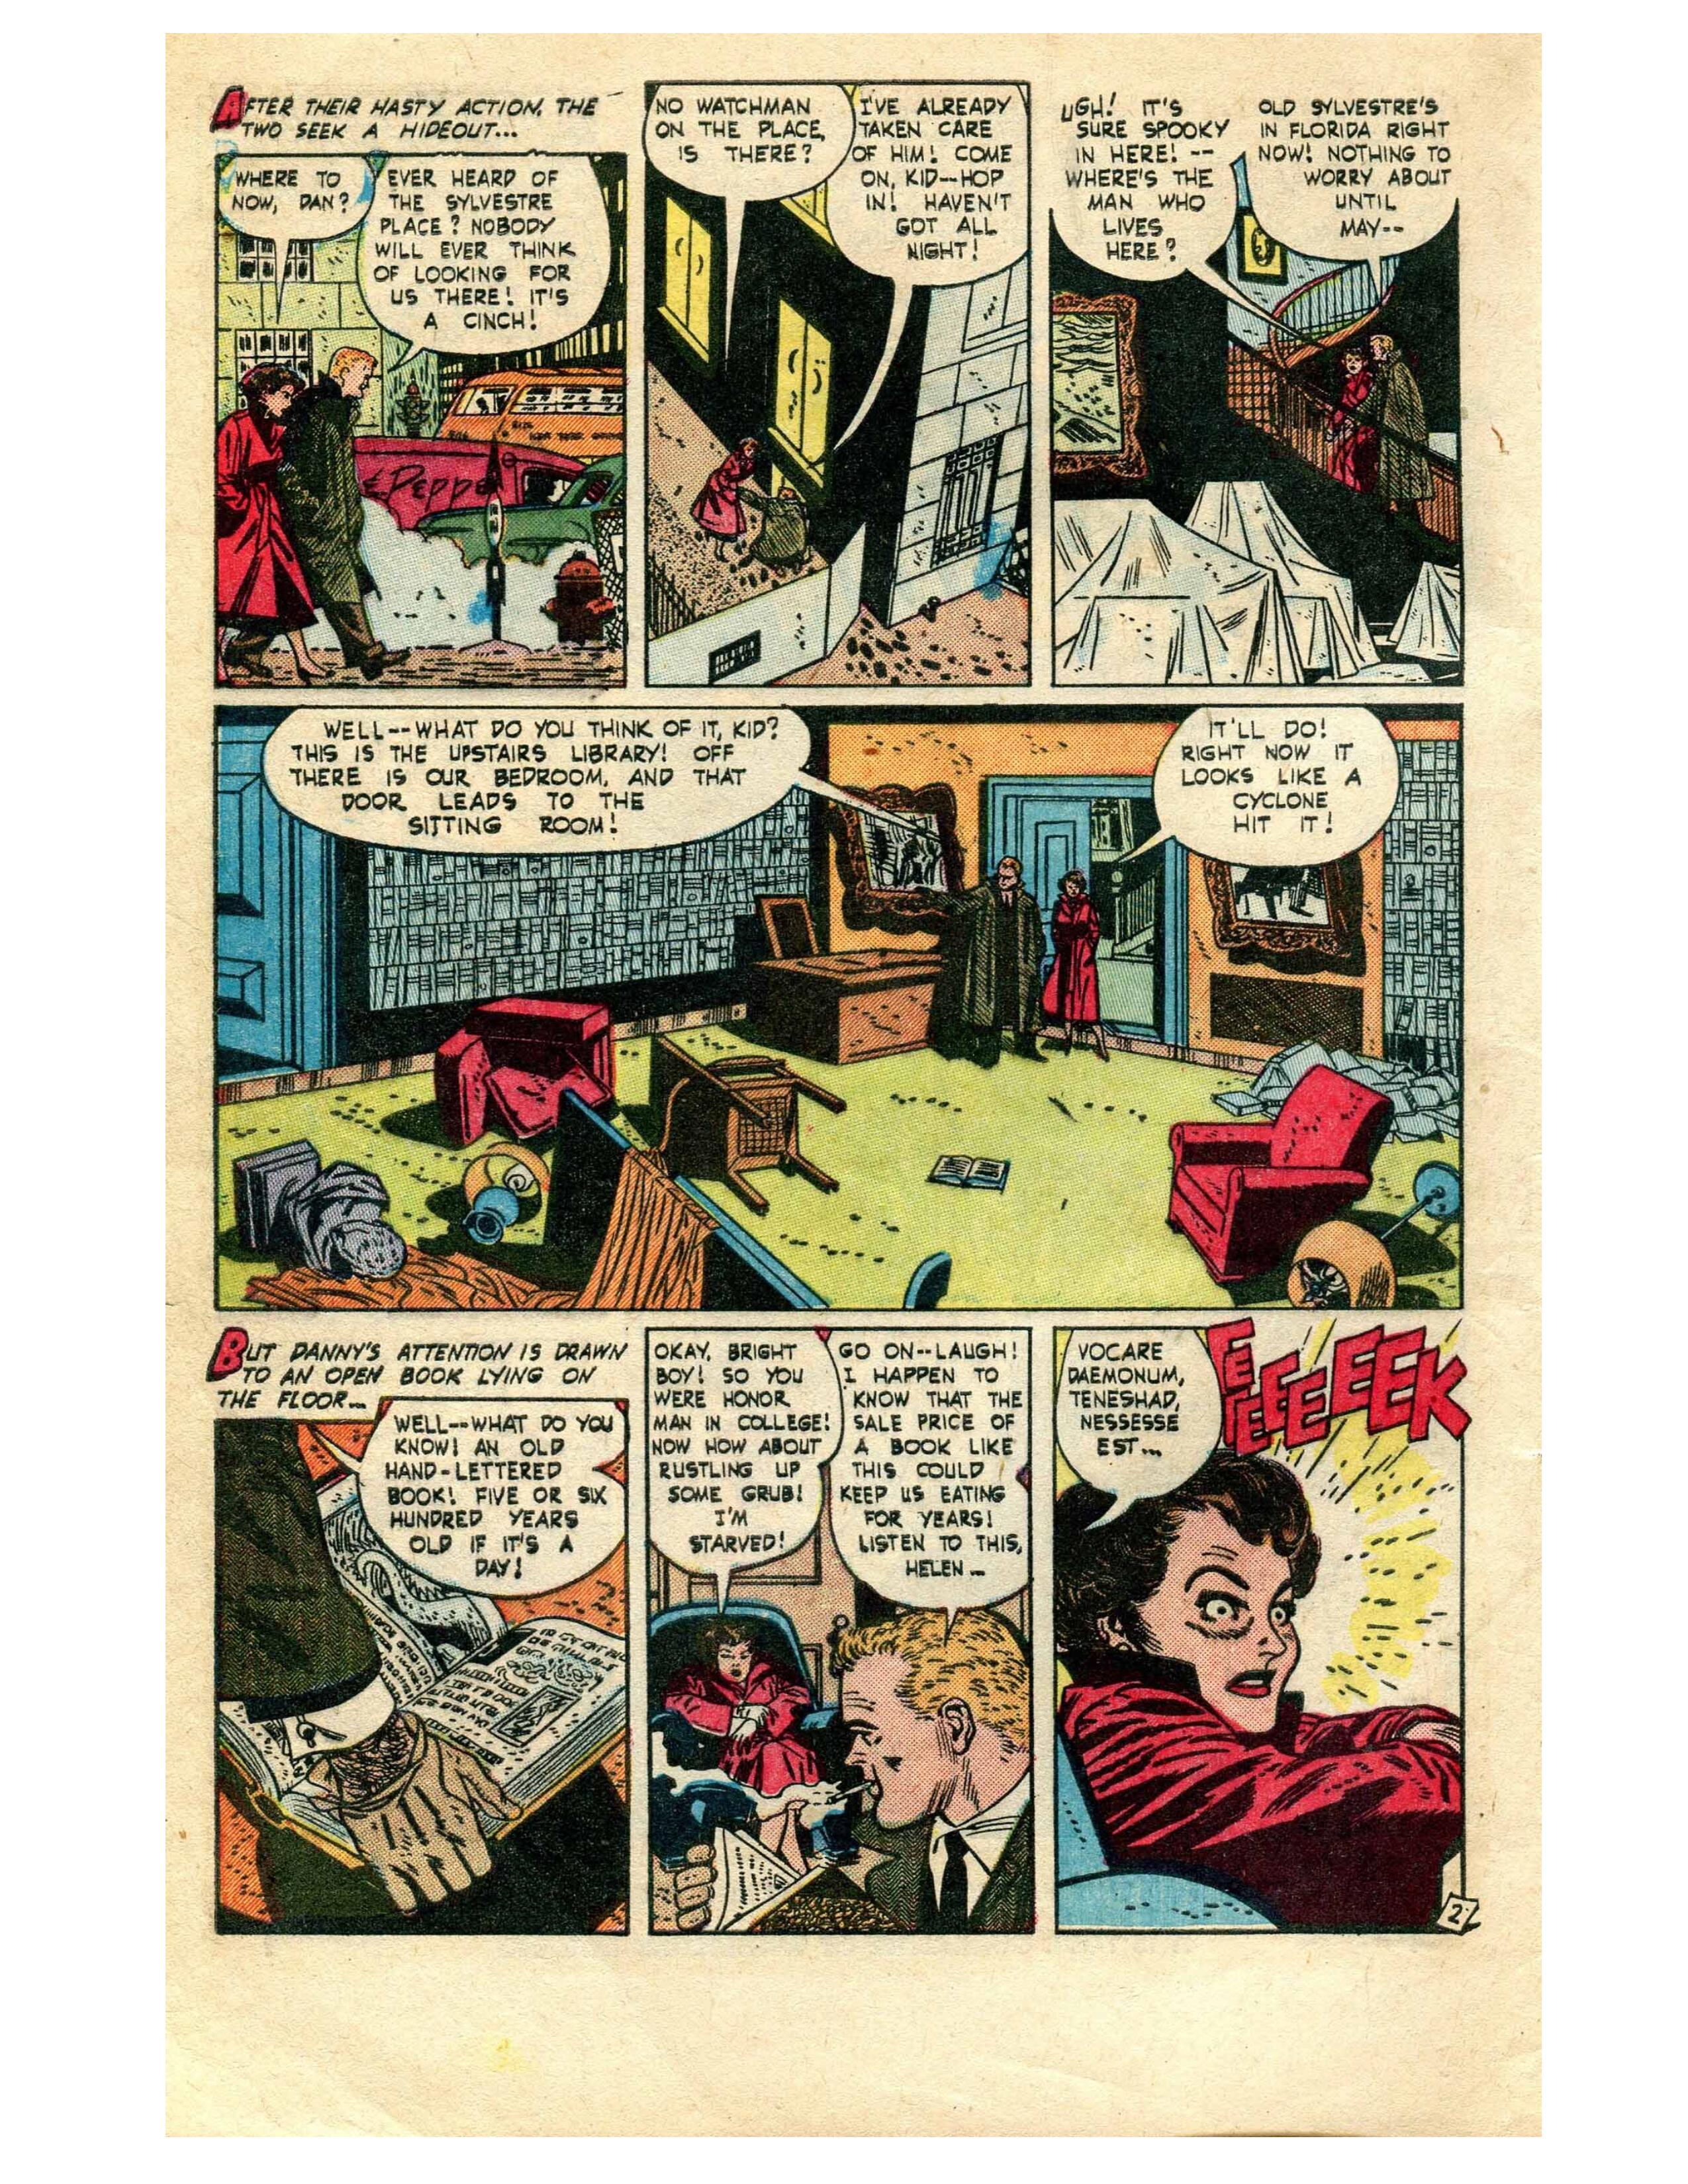 AFTER THEIR HASTY ACTION, THE
TWO SEEK A HIDEOUT...
WHERE TO
NOW, DAN?
EVER HEARD OF
THE SYLVESTRE
PLACE? NOBODY
WILL EVER THINK
OF LOOKING FOR
US THERE! IT'S
A CINCH!
& Peppe
NO WATCHMAN
ON THE PLACE,
IS THERE?
I'VE ALREADY
TAKEN CARE
OF HIM! COME
ON, KID--HOP
IN! HAVEN'T
GOT ALL
NIGHT!
UGH! IT'S
SURE SPOOKY
IN HERE! --
WHERE'S THE
MAN WHO
LIVES
HERE?
OLD SYLVESTRE'S
IN FLORIDA RIGHT
NOW! NOTHING TO
WORRY ABOUT
UNTIL
MAY--
WELL--WHAT DO YOU THINK OF IT, KID?
THIS IS THE UPSTAIRS LIBRARY! OFF
THERE IS OUR BEDROOM, AND THAT
DOOR LEADS TO THE
SITTING ROOM!
IT'LL DO!
RIGHT NOW IT
LOOKS LIKE A
CYCLONE
HIT IT!
BUT DANNY'S ATTENTION IS DRAWN
TO AN OPEN BOOK LYING ON
THE FLOOR...
WELL--WHAT DO YOU
KNOW! AN OLD
HAND-LETTERED
BOOK! FIVE OR SIX
HUNDRED YEARS
OLD IF IT'S A
DAY!
OKAY, BRIGHT
BOY! SO YOU
WERE HONOR
MAN IN COLLEGE!
NOW HOW ABOUT
RUSTLING UP
SOME GRUB!
I'M
STARVED!
GO ON--LAUGH!
I HAPPEN TO
KNOW THAT THE
SALE PRICE OF
A BOOK LIKE
THIS COULD
KEEP US EATING
FOR YEARS!
LISTEN TO THIS,
HELEN...
VOCARE
DAEMONUM,
TENESHAD,
NESSESSE
EST...
EEEEEEEK
2